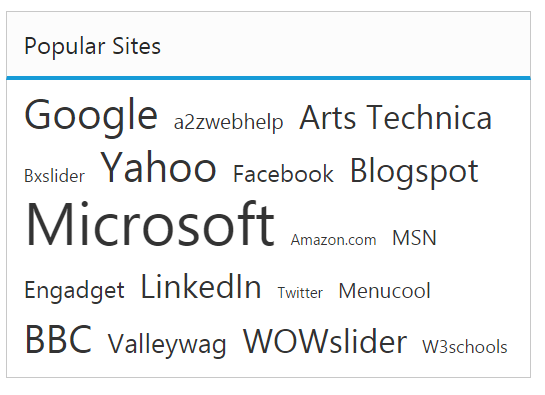 Popular Sites
Google a2zwebhelp Arts Technica
Bxslider Yahoo Facebook Blogspot
Microsoft Amazon.com MSN
Engadget LinkedIn Twitter Menucool
BBC Valleywag WOWslider W3schools